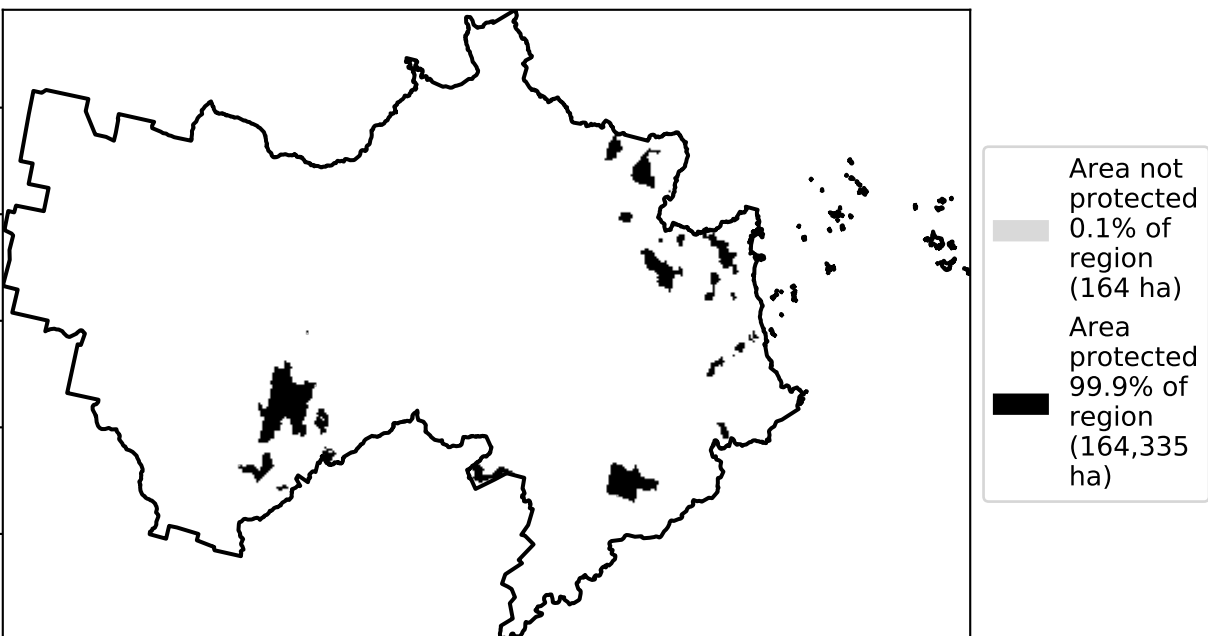 Area not
protected
0.1% of
region
(164 ha)
Area
protected
99.9% of
region
(164,335
ha)